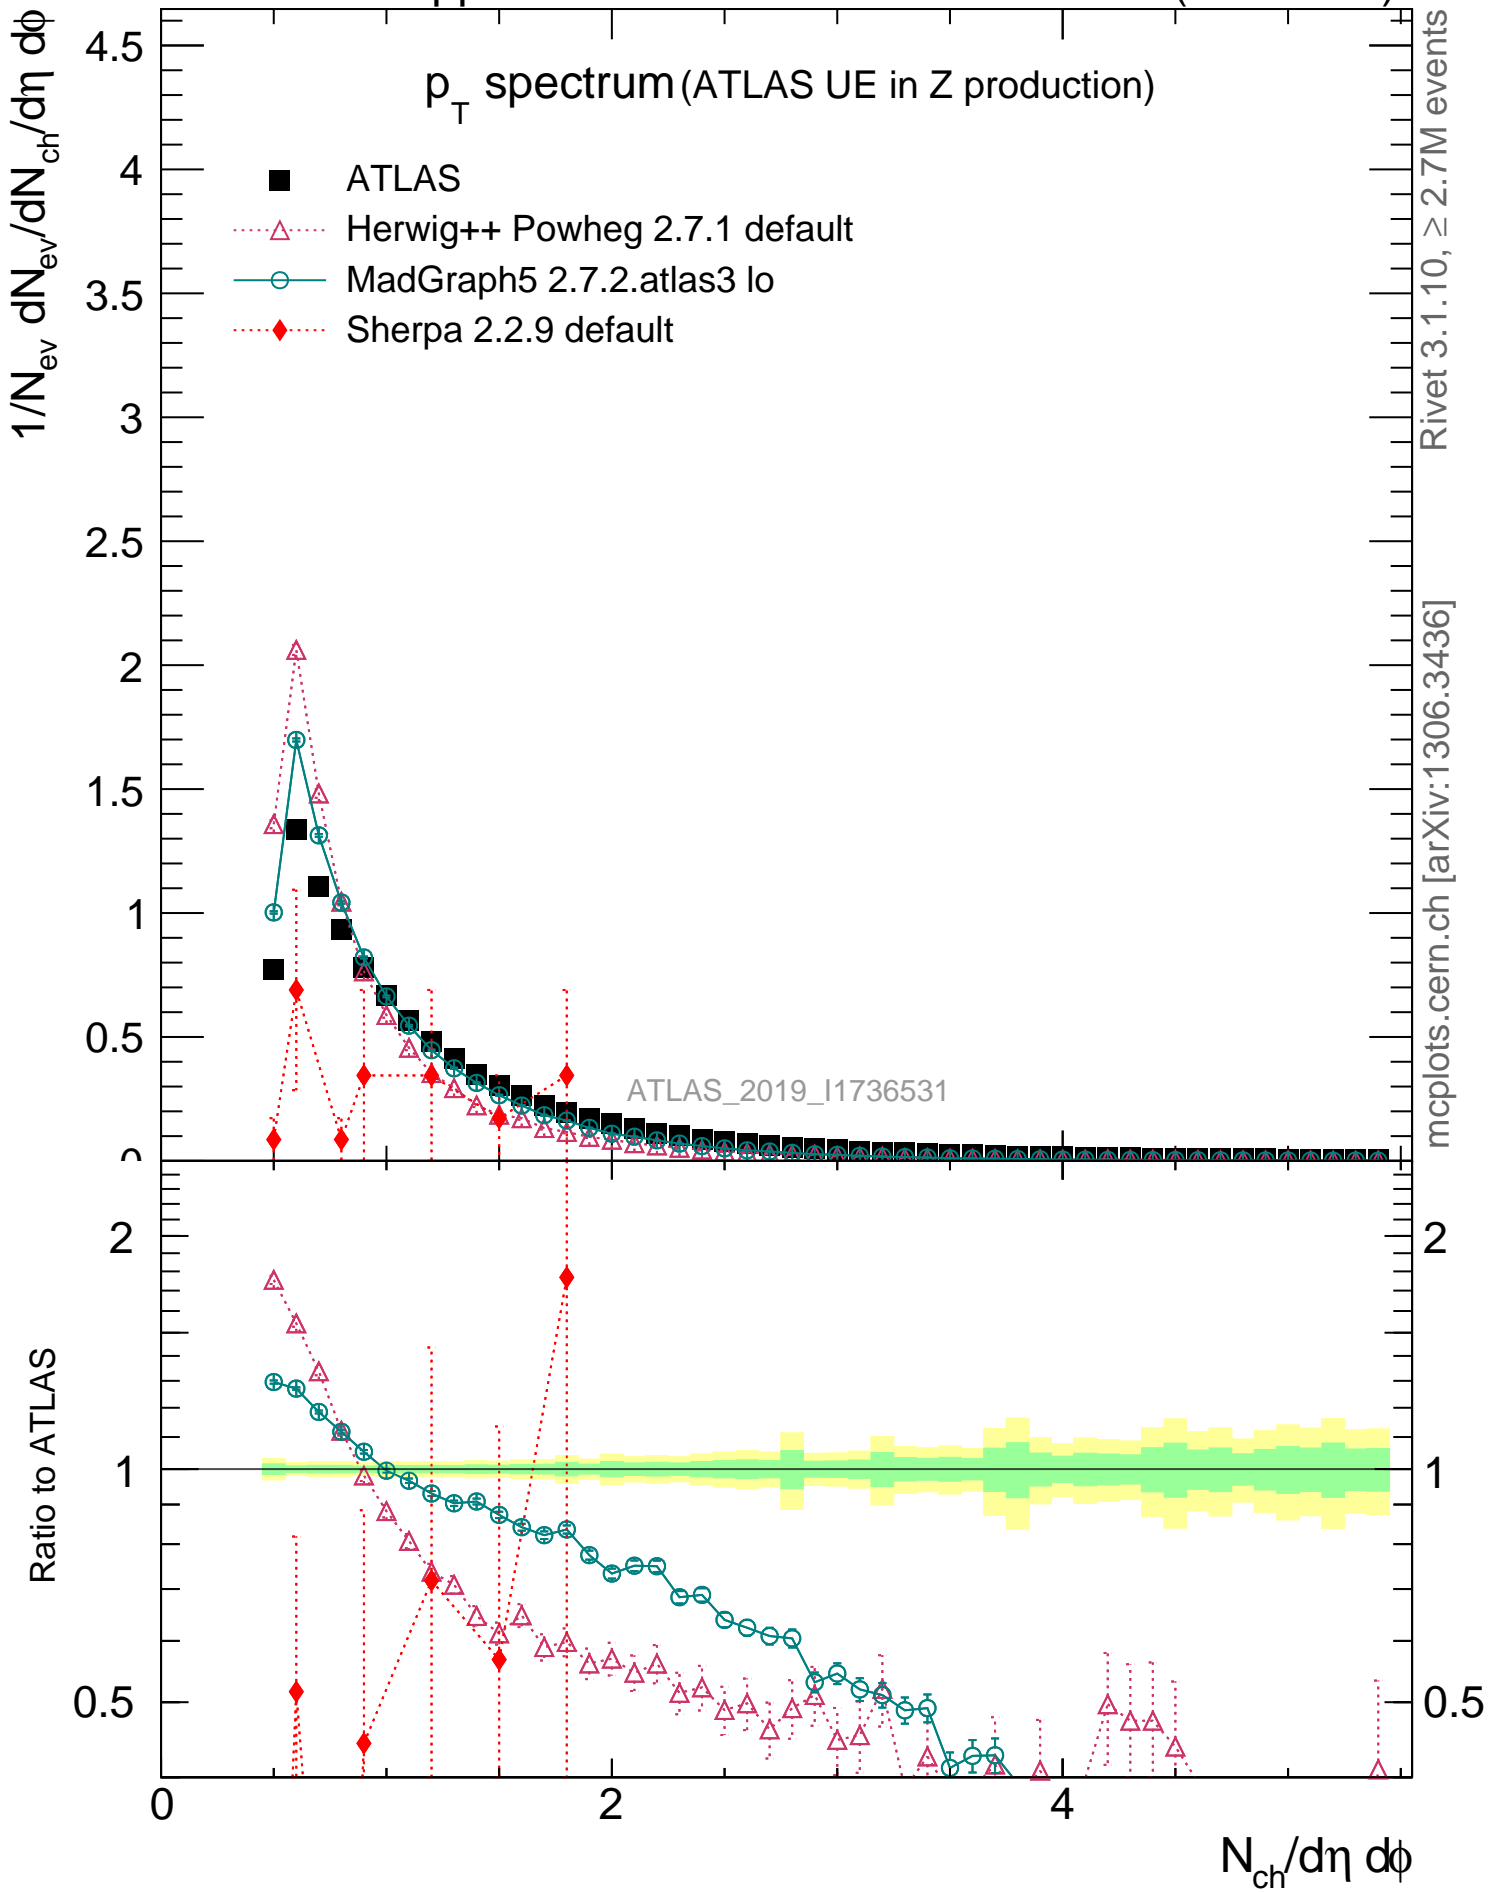 pp
p_T spectrum (ATLAS UE in Z production)
1/N_ev dN_ev/dN_ch/dη dϕ
ATLAS
Herwig++ Powheg 2.7.1 default
MadGraph5 2.7.2.atlas3 lo
Sherpa 2.2.9 default
4.5
4
3.5
3
2.5
2
1.5
1
0.5
0
ATLAS_2019_I1736531
Rivet 3.1.10, ≥ 2.7M events
mcplots.cern.ch [arXiv:1306.3436]
Ratio to ATLAS
2
1
0.5
2
1
0.5
0
2
4
N_ch/dη dϕ